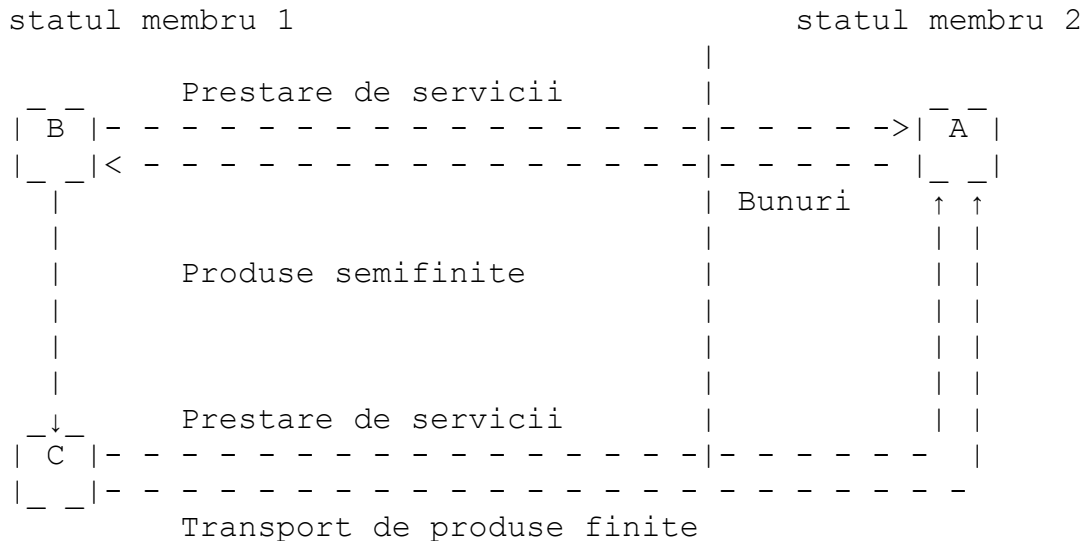 statul membru 1 statul membru 2
Prestare de servicii
B A
Bunuri
Produse semifinite
Prestare de servicii
C
Transport de produse finite